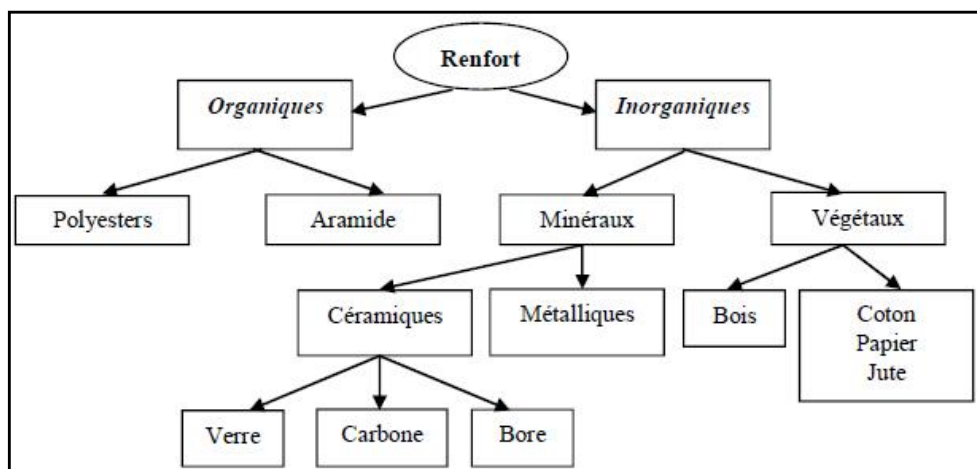 Renfort
Organiques
Inorganiques
Polyesters
Aramide
Minéraux
Végétaux
Céramiques
Métalliques
Bois
Coton
Papier
Jute
Verre
Carbone
Bore